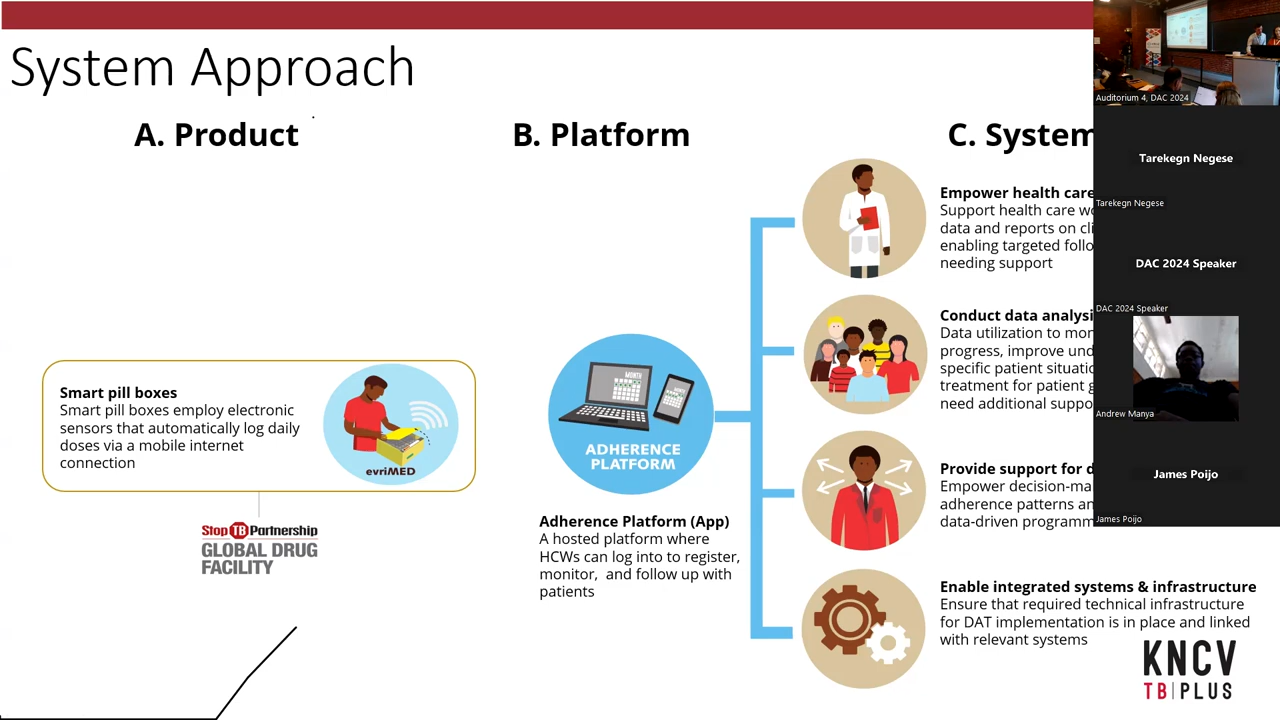 System Approach
A. Product
B. Platform
C. System
Smart pill boxes
Smart pill boxes employ electronic
sensors that automatically log daily
doses via a mobile internet
connection
evriMED
Stop TB Partnership
GLOBAL DRUG
FACILITY
MONTH
MONTH
ADHERENCE
PLATFORM
Adherence Platform (App)
A hosted platform where
HCWs can log into to register,
monitor, and follow up with
patients
Empower health care
Support health care wo
data and reports on cli
enabling targeted follo
needing support
Conduct data analysi
Data utilization to mor
progress, improve und
specific patient situatio
treatment for patient g
need additional suppo
Provide support for d
Empower decision-ma
adherence patterns an
data-driven programm
Enable integrated systems & infrastructure
Ensure that required technical infrastructure
for DAT implementation is in place and linked
with relevant systems
KNCV
TB|PLUS
Auditorium 4, DAC 2024
Tarekegn Negese
Tarekegn Negese
DAC 2024 Speaker
DAC 2024 Speaker
Andrew Manya
James Poijo
James Poijo